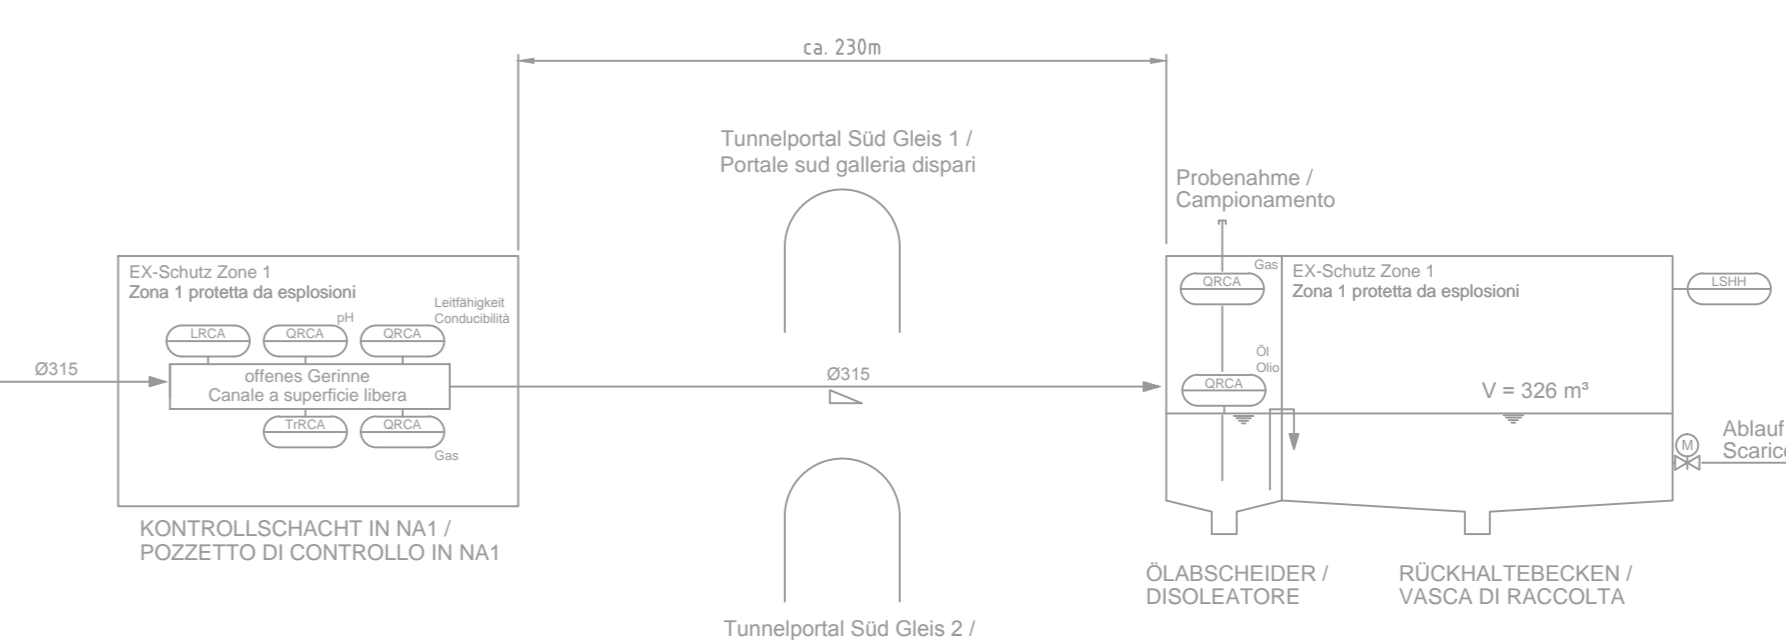 ca. 230m
Tunnelportal Süd Gleis 1 /
Portale sud galleria dispari
Probenahme /
Campionamento
EX-Schutz Zone 1
Zona 1 protetta da esplosioni
Leitfähigkeit
Conducibilità
pH
LRCA
QRCA
QRCA
Ø315
offenes Gerinne
Canale a superficie libera
TrRCA
QRCA
Gas
KONTROLLSCHACHT IN NA1 /
POZZETTO DI CONTROLLO IN NA1
Ø315
Gas
QRCA
EX-Schutz Zone 1
Zona 1 protetta da esplosioni
LSHH
Öl
Olio
QRCA
V = 326 m³
M
Ablauf
Scarico
ÖLABSCHEIDER /
DISOLEATORE
RÜCKHALTEBECKEN /
VASCA DI RACCOLTA
Tunnelportal Süd Gleis 2 /